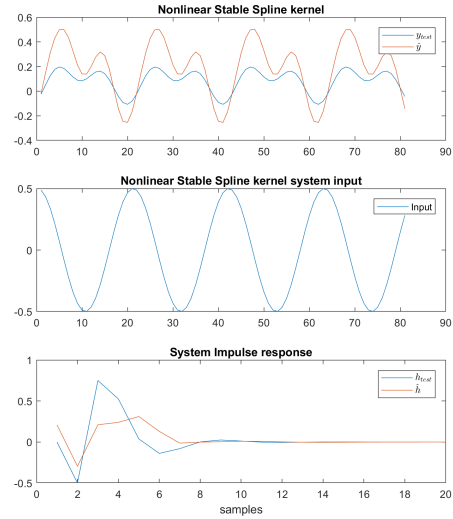 Nonlinear Stable Spline kernel
0.6
0.4
0.2
0
-0.2
-0.4
y_test
ŷ
0 10 20 30 40 50 60 70 80 90
Nonlinear Stable Spline kernel system input
0.5
0
-0.5
Input
0 10 20 30 40 50 60 70 80 90
System Impulse response
1
0.5
0
-0.5
h_test
ĥ
0 2 4 6 8 10 12 14 16 18 20
samples